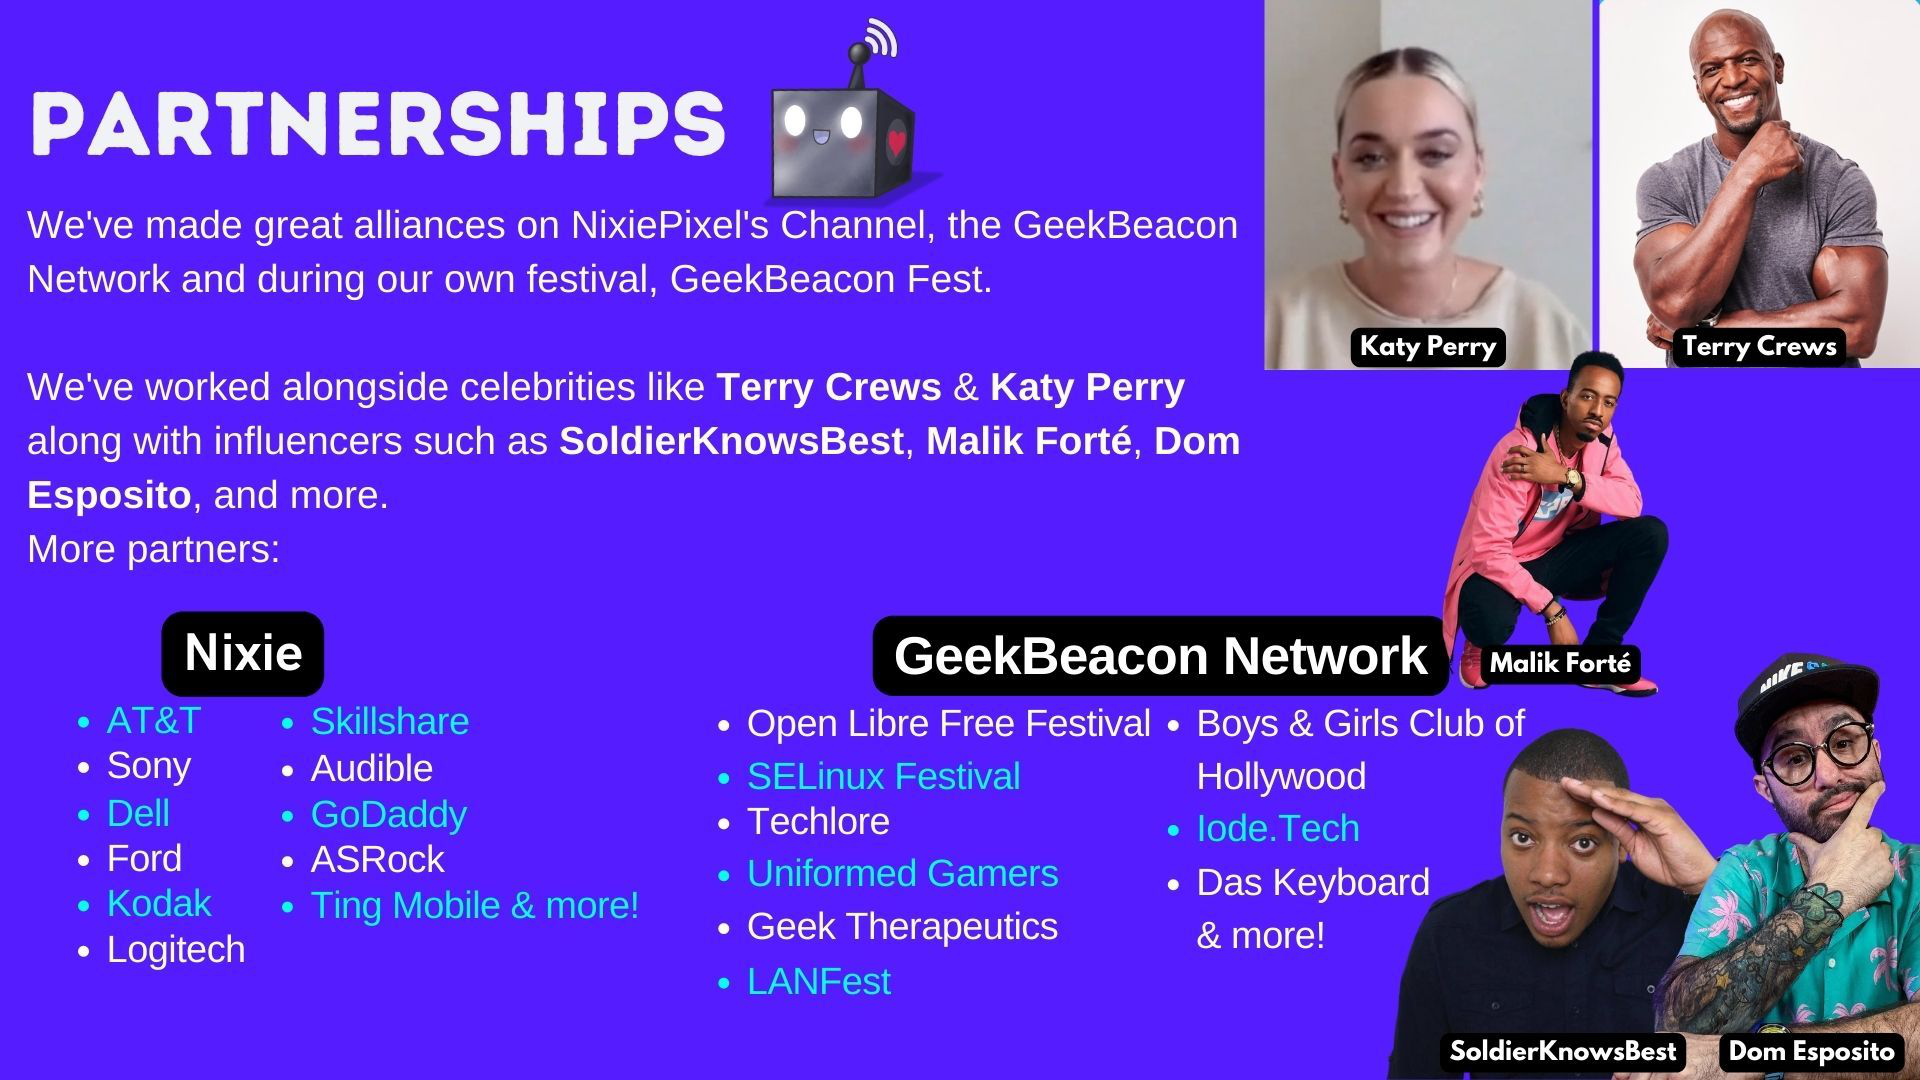 PARTNERSHIPS
We've made great alliances on NixiePixel's Channel, the GeekBeacon
Network and during our own festival, GeekBeacon Fest.
We've worked alongside celebrities like Terry Crews & Katy Perry
along with influencers such as SoldierKnowsBest, Malik Forté, Dom
Esposito, and more.
More partners:
Katy Perry
Terry Crews
Malik Forté
Nixie
AT&T
Sony
Dell
Ford
Kodak
Logitech
Skillshare
Audible
GoDaddy
ASRock
Ting Mobile & more!
GeekBeacon Network
Open Libre Free Festival
SELinux Festival
Techlore
Uniformed Gamers
Geek Therapeutics
LANFest
Boys & Girls Club of
Hollywood
Iode.Tech
Das Keyboard
& more!
NIKE
SoldierKnowsBest
Dom Esposito